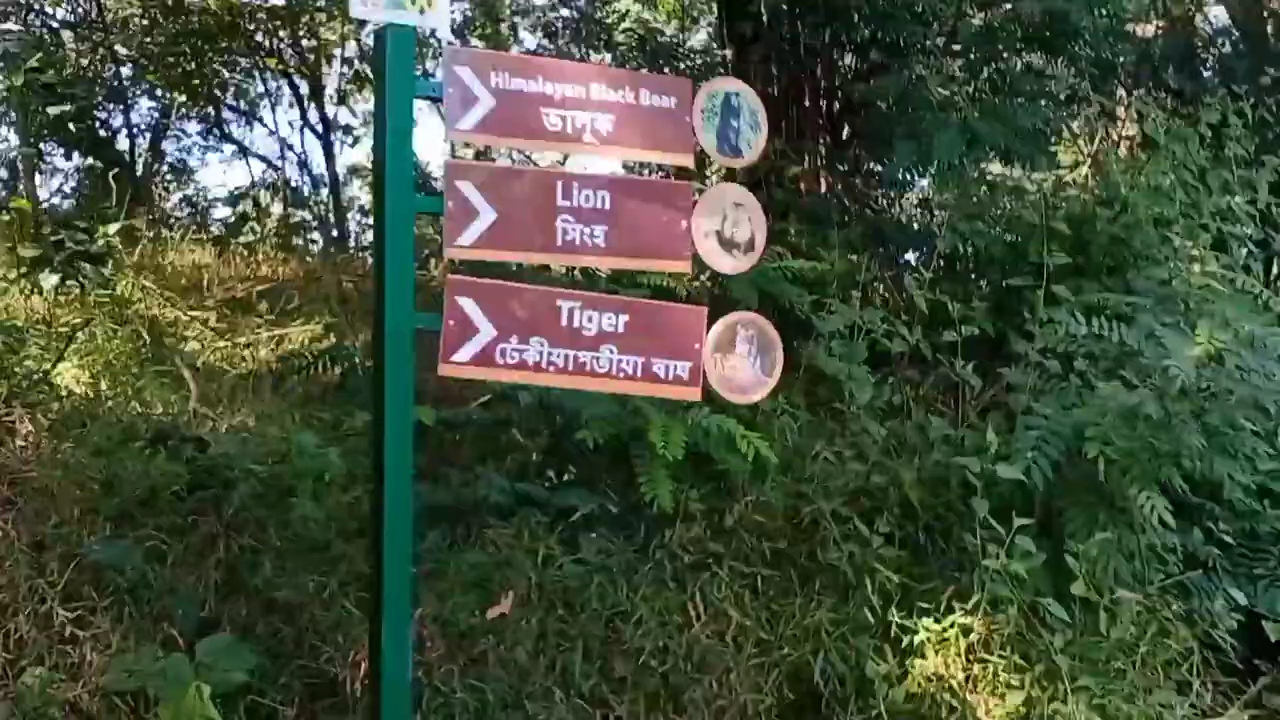 Himalayan Black Bear
ভালুক
Lion
সিংহ
Tiger
ঢেঁকীয়াপতীয়া বাঘ